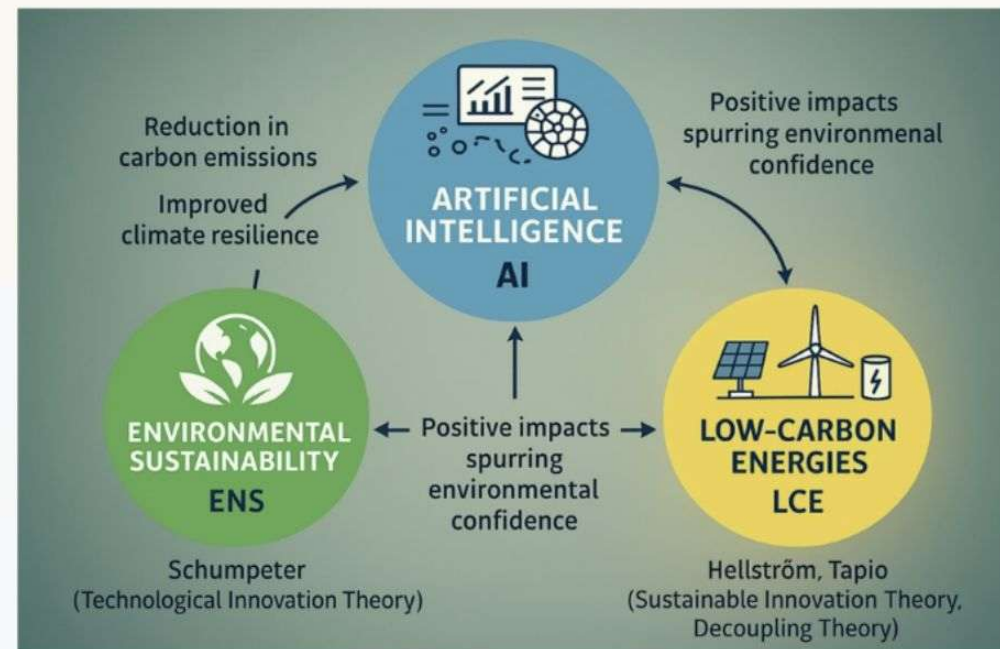 Reduction in
carbon emissions
Improved
climate resilience
ARTIFICIAL
INTELLIGENCE
AI
Positive impacts
spurring environmenal
confidence
ENVIRONMENTAL
SUSTAINABILITY
ENS
Positive impacts
spurring
environmental
confidence
LOW-CARBON
ENERGIES
LCE
Schumpeter
(Technological Innovation Theory)
Hellström, Tapio
(Sustainable Innovation Theory,
Decoupling Theory)